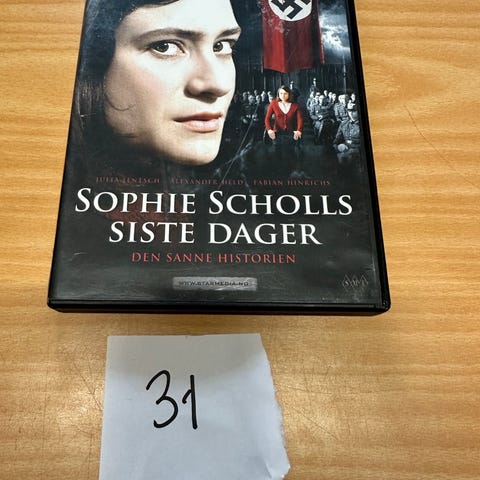 JULIA JENTSCH · ALEXANDER HELD · FABIAN HINRICHS
SOPHIE SCHOLLS
SISTE DAGER
DEN SANNE HISTORIEN
WWW.STARMEDIA.NO
31